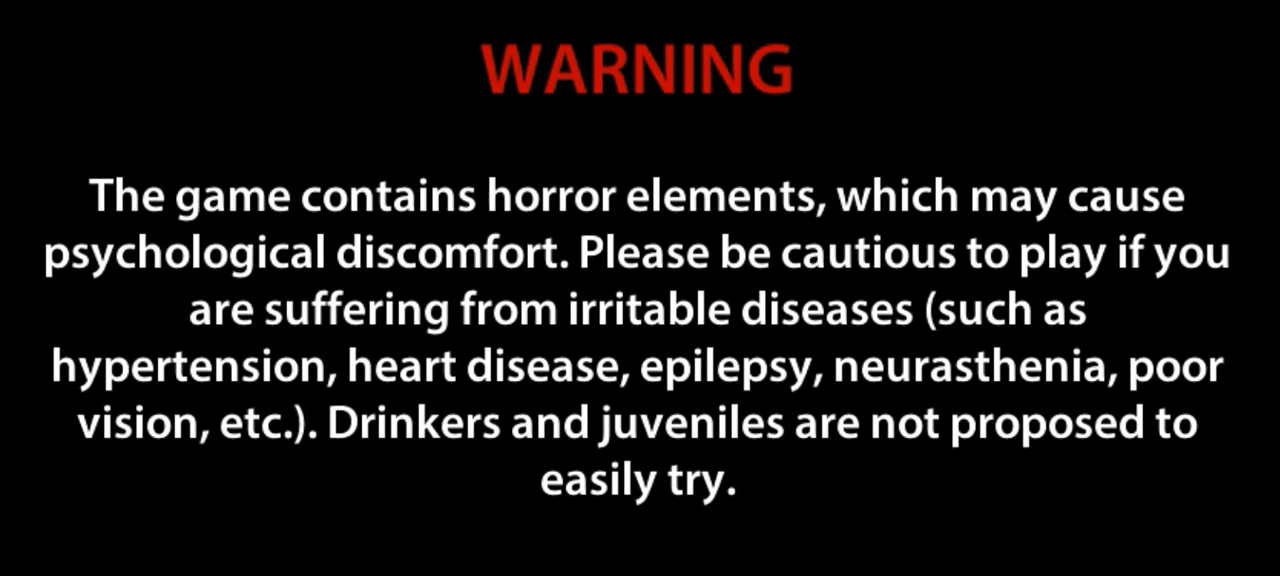 WARNING
The game contains horror elements, which may cause
psychological discomfort. Please be cautious to play if you
are suffering from irritable diseases (such as
hypertension, heart disease, epilepsy, neurasthenia, poor
vision, etc.). Drinkers and juveniles are not proposed to
easily try.